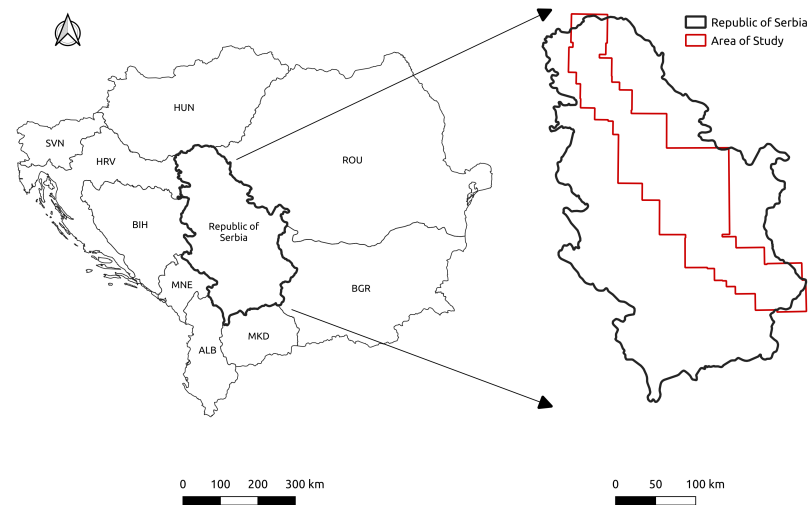 Republic of Serbia
Area of Study
HUN
SVN
HRV
ROU
BIH
Republic of
Serbia
MNE
BGR
ALB
MKD
0 100 200 300 km
0 50 100 km